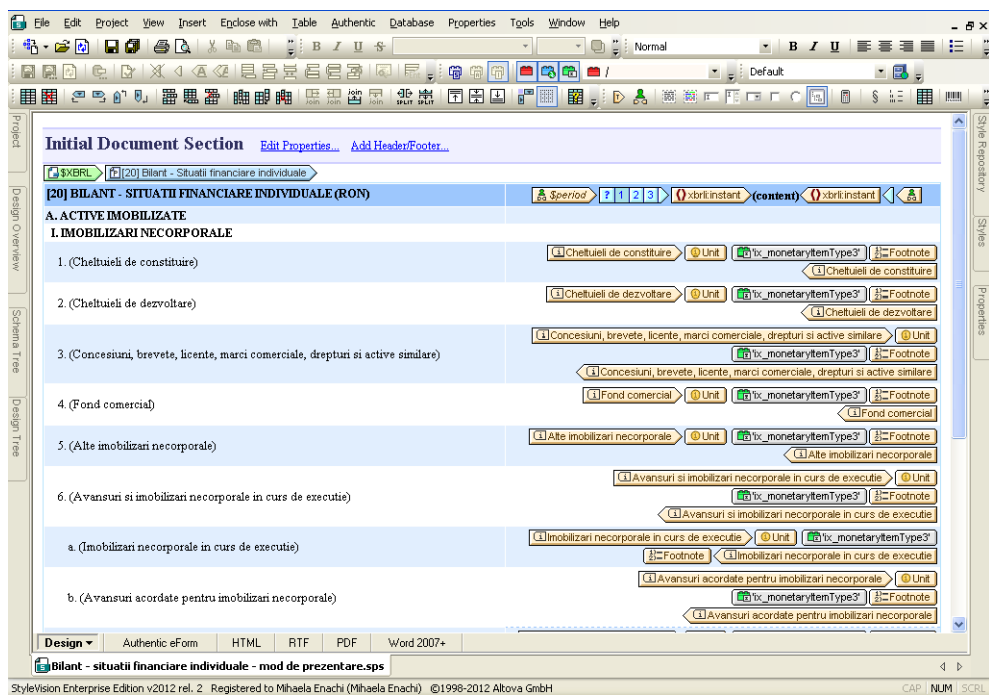 File Edit Project View Insert Enclose with Table Authentic Database Properties Tools Window Help
B I U S Normal B I U
/ Default
join join join join SPLIT SPLIT §
Project
Design Overview
Schema Tree
Design Tree
Style Repository
Styles
Properties
Initial Document Section Edit Properties... Add Header/Footer...
$XBRL [20] Bilant - Situatii financiare individuale
[20] BILANT - SITUATII FINANCIARE INDIVIDUALE (RON) $period ? 1 2 3 () xbrli:instant (content) () xbrli:instant
A. ACTIVE IMOBILIZATE
I. IMOBILIZARI NECORPORALE
1. (Cheltuieli de constituire) Cheltuieli de constituire Unit 'ix_monetaryItemType3' Footnote
Cheltuieli de constituire
2. (Cheltuieli de dezvoltare) Cheltuieli de dezvoltare Unit 'ix_monetaryItemType3' Footnote
Cheltuieli de dezvoltare
Concesiuni, brevete, licente, marci comerciale, drepturi si active similare Unit
3. (Concesiuni, brevete, licente, marci comerciale, drepturi si active similare) 'ix_monetaryItemType3' Footnote
Concesiuni, brevete, licente, marci comerciale, drepturi si active similare
4. (Fond comercial) Fond comercial Unit 'ix_monetaryItemType3' Footnote
Fond comercial
5. (Alte imobilizari necorporale) Alte imobilizari necorporale Unit 'ix_monetaryItemType3' Footnote
Alte imobilizari necorporale
Avansuri si imobilizari necorporale in curs de executie Unit
6. (Avansuri si imobilizari necorporale in curs de executie) 'ix_monetaryItemType3' Footnote
Avansuri si imobilizari necorporale in curs de executie
a. (Imobilizari necorporale in curs de executie) Imobilizari necorporale in curs de executie Unit 'ix_monetaryItemType3'
Footnote Imobilizari necorporale in curs de executie
Avansuri acordate pentru imobilizari necorporale Unit
b. (Avansuri acordate pentru imobilizari necorporale) 'ix_monetaryItemType3' Footnote
Avansuri acordate pentru imobilizari necorporale
Design Authentic eForm HTML RTF PDF Word 2007+
Bilant - situatii financiare individuale - mod de prezentare.sps
StyleVision Enterprise Edition v2012 rel. 2 Registered to Mihaela Enachi (Mihaela Enachi) ©1998-2012 Altova GmbH CAP NUM SCRL